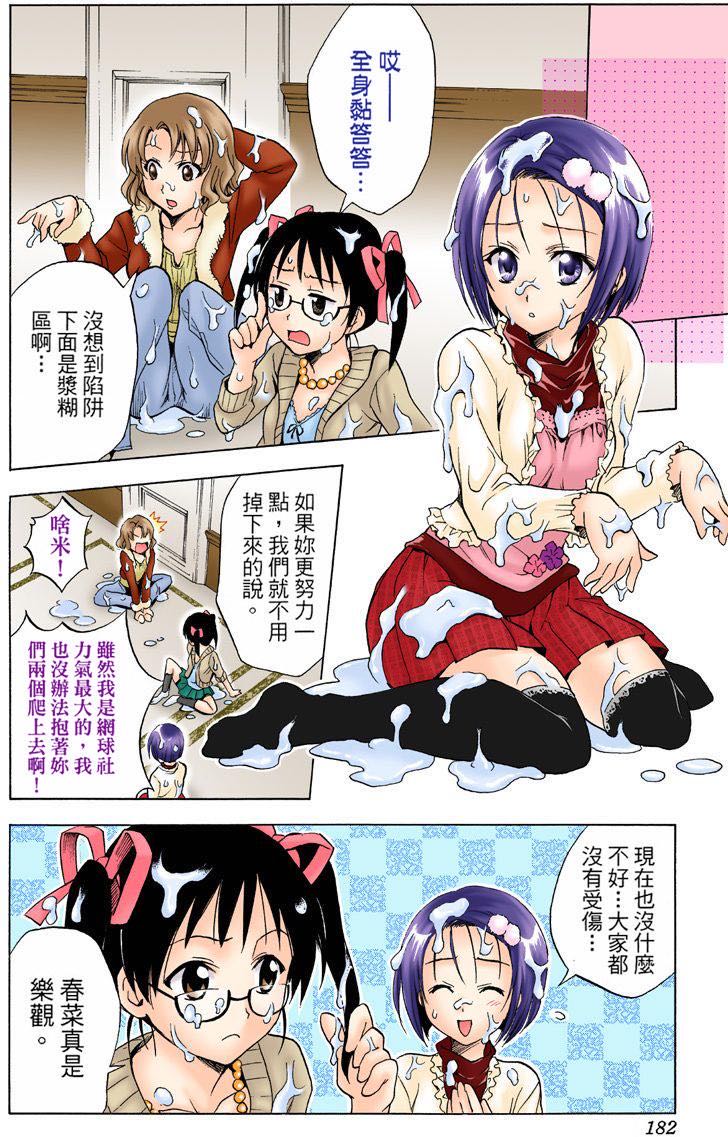 哎——
全身黏答答…
沒想到陷阱
下面是漿糊
區啊…
如果妳更努力一
點，我們就不用
掉下來的說。
啥米！
雖然我是網球社
力氣最大的，我
也沒辦法抱著妳
們兩個爬上去啊！
現在也沒什麼
不好…大家都
沒有受傷…
春菜真是
樂觀。
182